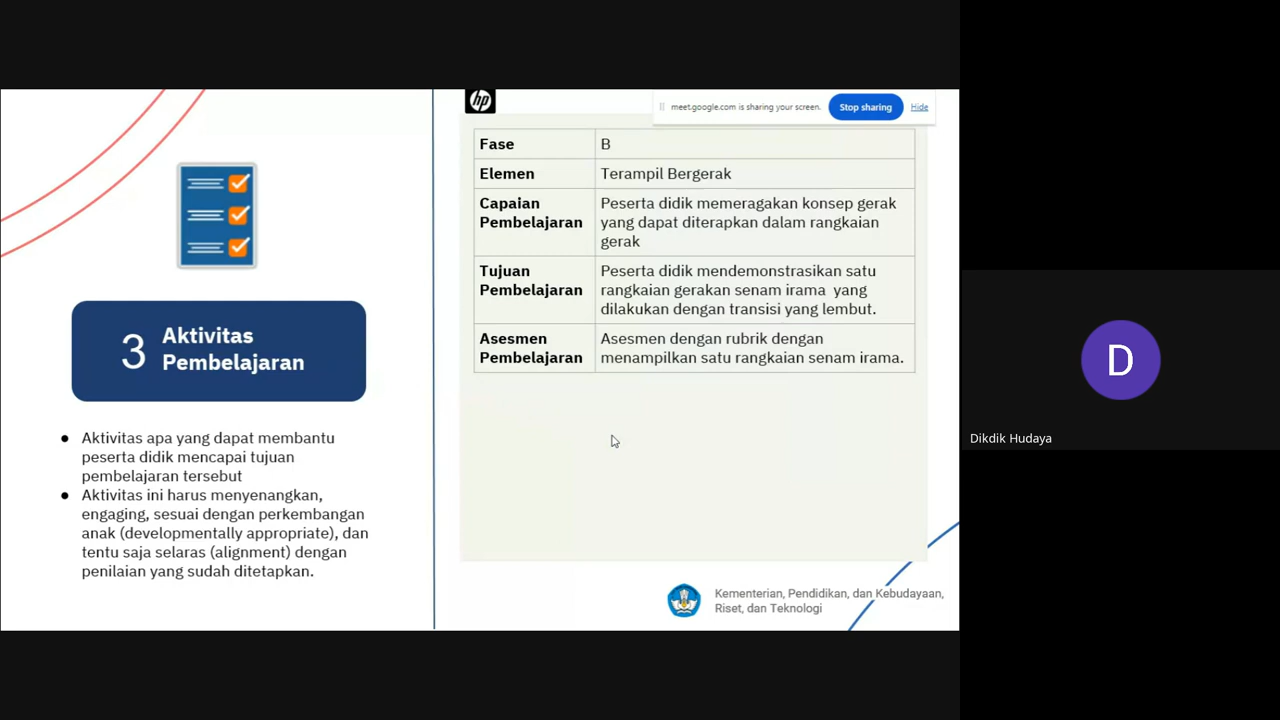 hp
meet.google.com is sharing your screen.
Stop sharing
Hide
3
Aktivitas
Pembelajaran
● Aktivitas apa yang dapat membantu
peserta didik mencapai tujuan
pembelajaran tersebut
● Aktivitas ini harus menyenangkan,
engaging, sesuai dengan perkembangan
anak (developmentally appropriate), dan
tentu saja selaras (alignment) dengan
penilaian yang sudah ditetapkan.
Fase B
Elemen Terampil Bergerak
Capaian Pembelajaran
Peserta didik memeragakan konsep gerak
yang dapat diterapkan dalam rangkaian
gerak
Tujuan Pembelajaran
Peserta didik mendemonstrasikan satu
rangkaian gerakan senam irama yang
dilakukan dengan transisi yang lembut.
Asesmen Pembelajaran
Asesmen dengan rubrik dengan
menampilkan satu rangkaian senam irama.
Kementerian, Pendidikan, dan Kebudayaan,
Riset, dan Teknologi
D
Dikdik Hudaya